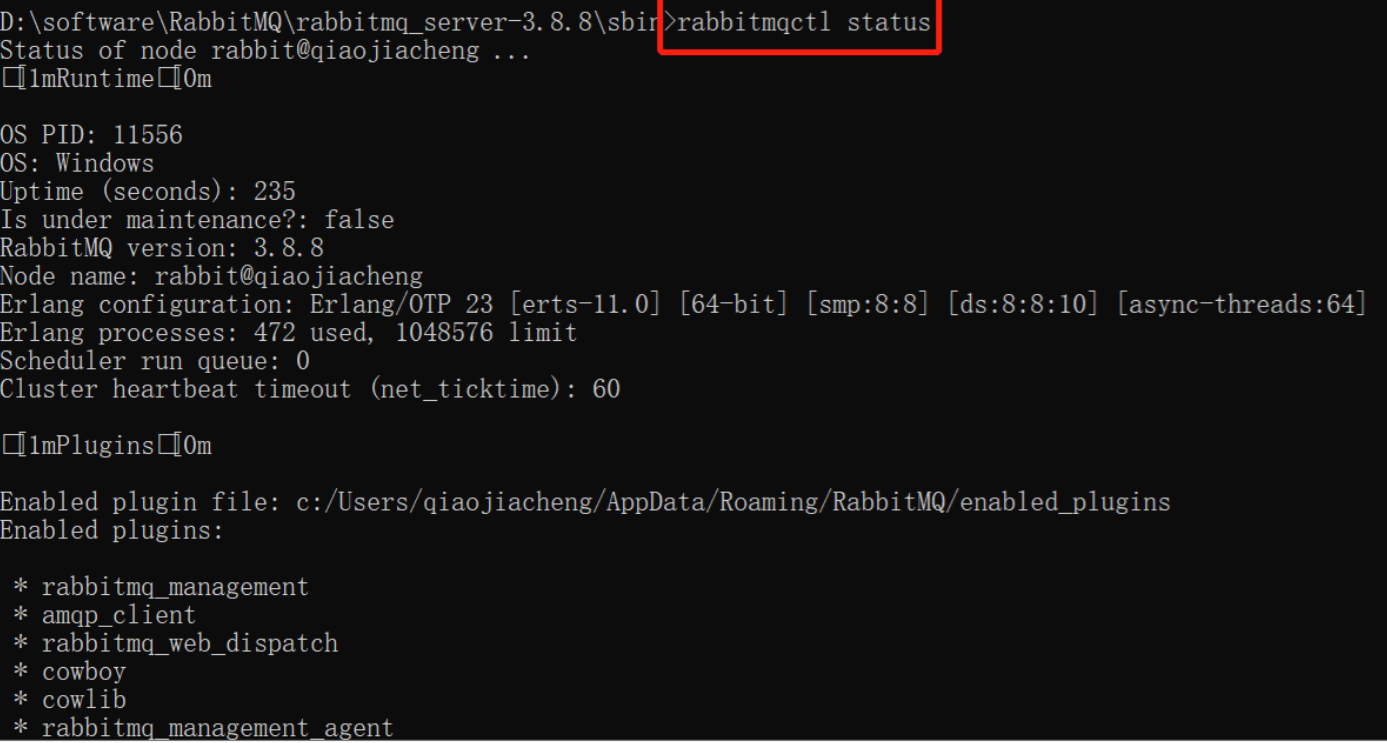 D:\software\RabbitMQ\rabbitmq_server-3.8.8\sbin>rabbitmqctl status
Status of node rabbit@qiaojiacheng ...
□[1mRuntime□[0m
OS PID: 11556
OS: Windows
Uptime (seconds): 235
Is under maintenance?: false
RabbitMQ version: 3.8.8
Node name: rabbit@qiaojiacheng
Erlang configuration: Erlang/OTP 23 [erts-11.0] [64-bit] [smp:8:8] [ds:8:8:10] [async-threads:64]
Erlang processes: 472 used, 1048576 limit
Scheduler run queue: 0
Cluster heartbeat timeout (net_ticktime): 60
□[1mPlugins□[0m
Enabled plugin file: c:/Users/qiaojiacheng/AppData/Roaming/RabbitMQ/enabled_plugins
Enabled plugins:
* rabbitmq_management
* amqp_client
* rabbitmq_web_dispatch
* cowboy
* cowlib
* rabbitmq_management_agent